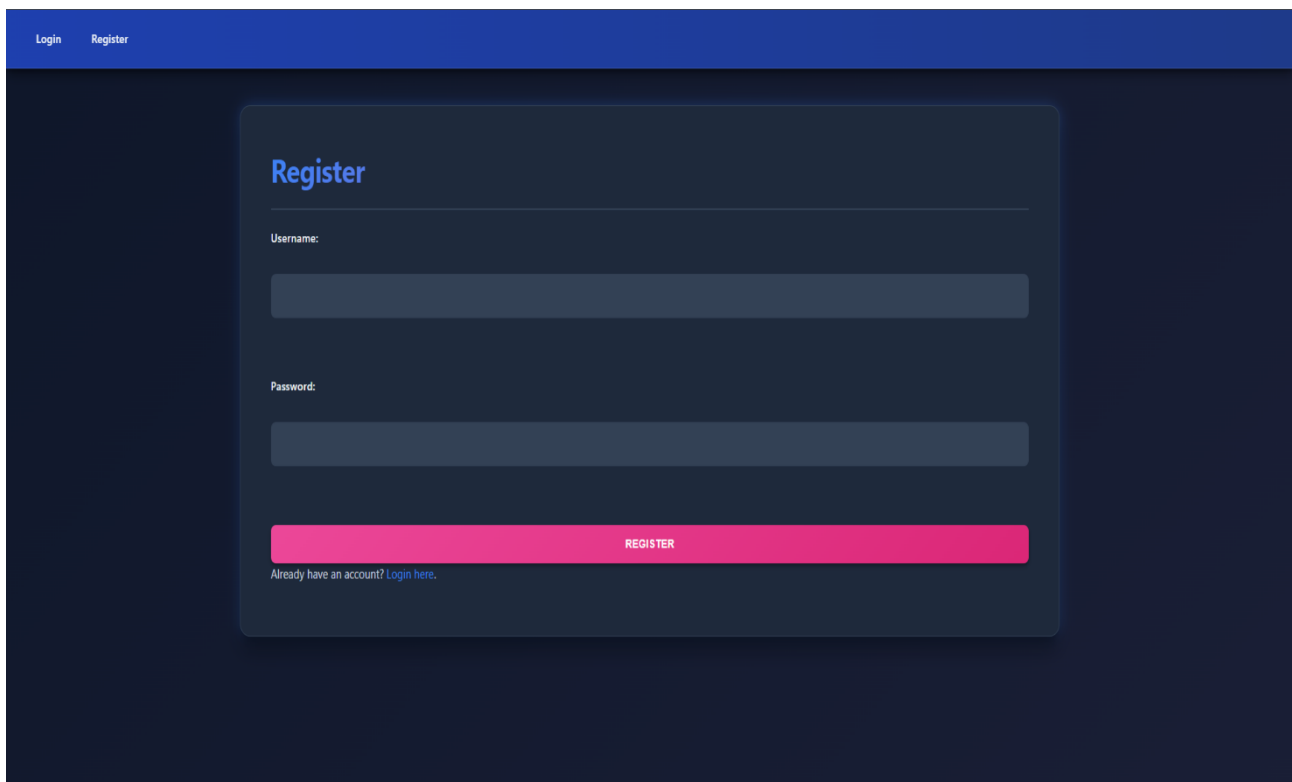 Login Register
Register
Username:
Password:
REGISTER
Already have an account? Login here.